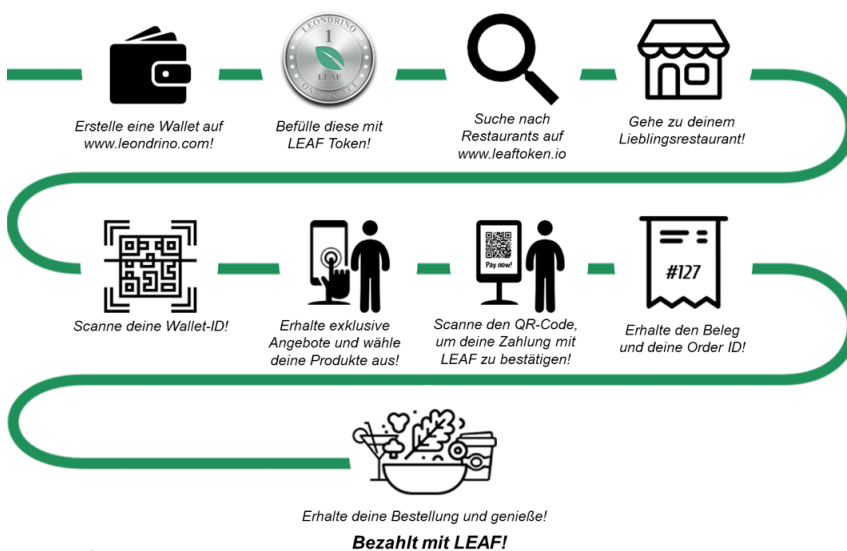 LEONDRINO
1
LEAF
Erstelle eine Wallet auf
www.leondrino.com!
Befülle diese mit
LEAF Token!
Suche nach
Restaurants auf
www.leaftoken.io
Gehe zu deinem
Lieblingsrestaurant!
Scanne deine Wallet-ID!
Erhalte exklusive
Angebote und wähle
deine Produkte aus!
Pay now!
Scanne den QR-Code,
um deine Zahlung mit
LEAF zu bestätigen!
#127
Erhalte den Beleg
und deine Order ID!
Erhalte deine Bestellung und genieße!
Bezahlt mit LEAF!